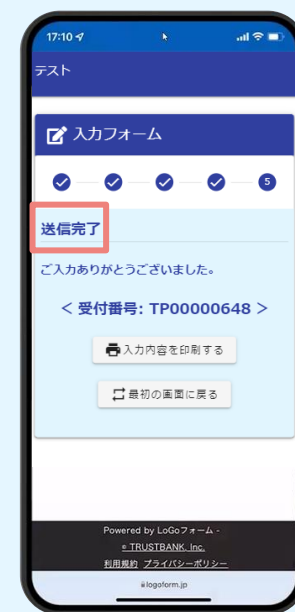 17:10
テスト
入力フォーム
5
送信完了
ご入力ありがとうございました。
< 受付番号: TP00000648 >
入力内容を印刷する
最初の画面に戻る
Powered by LoGoフォーム -
© TRUSTBANK, Inc.
利用規約 プライバシーポリシー
logoform.jp